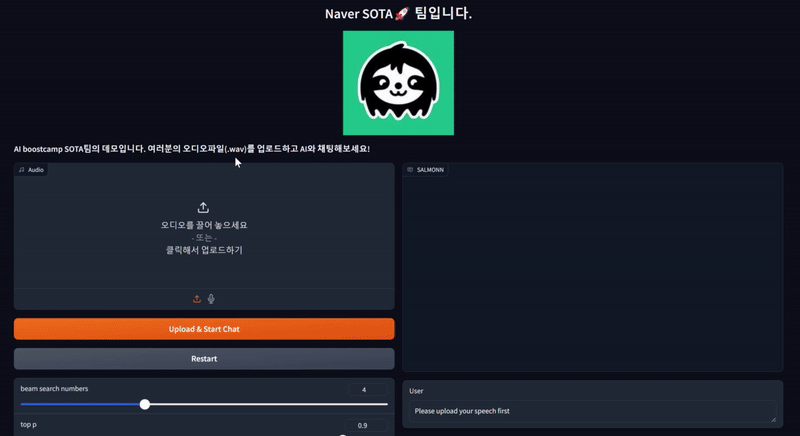 Naver SOTA🚀 팀입니다.
AI boostcamp SOTA팀의 데모입니다. 여러분의 오디오파일(.wav)를 업로드하고 AI와 채팅해보세요!
Audio
오디오를 끌어 놓으세요
- 또는 -
클릭해서 업로드하기
Upload & Start Chat
Restart
beam search numbers
4
top p
0.9
SALMONN
User
Please upload your speech first